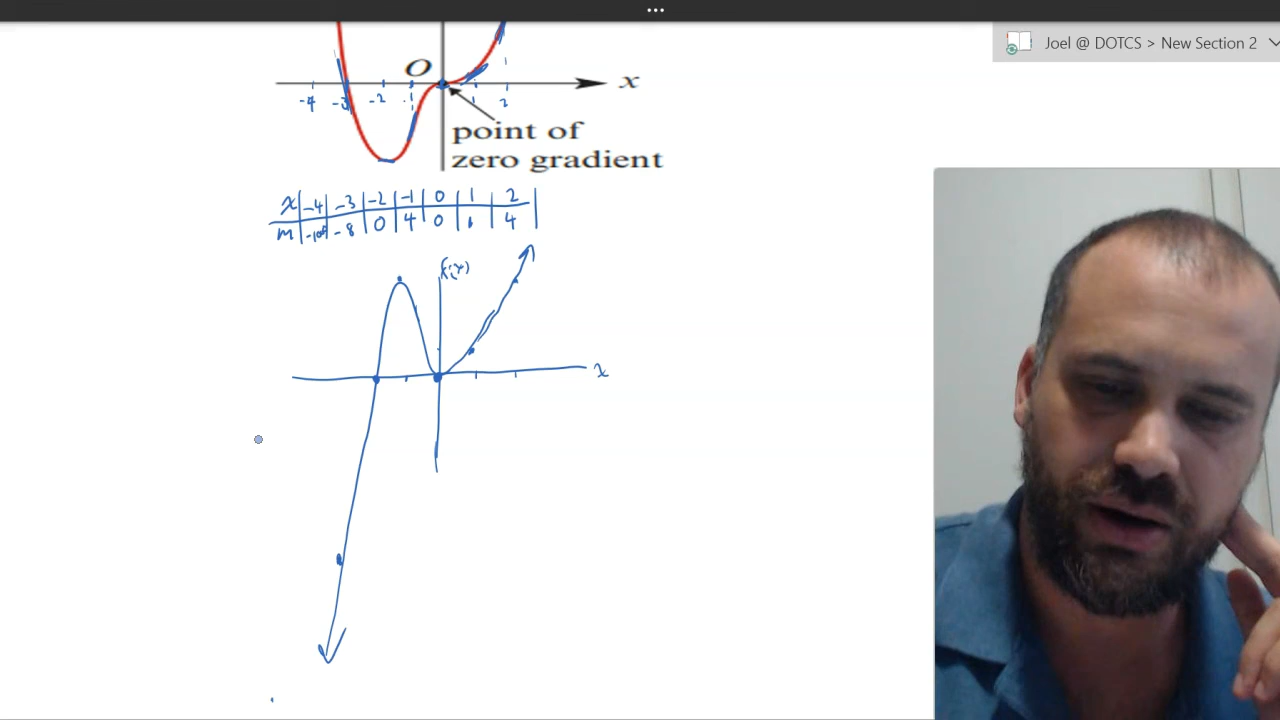 ...
Joel @ DOTCS > New Section 2
O
x
-4 -3 -2 -1 1 2
point of
zero gradient
x -4 -3 -2 -1 0 1 2
m -8 0 4 0 1 4
x